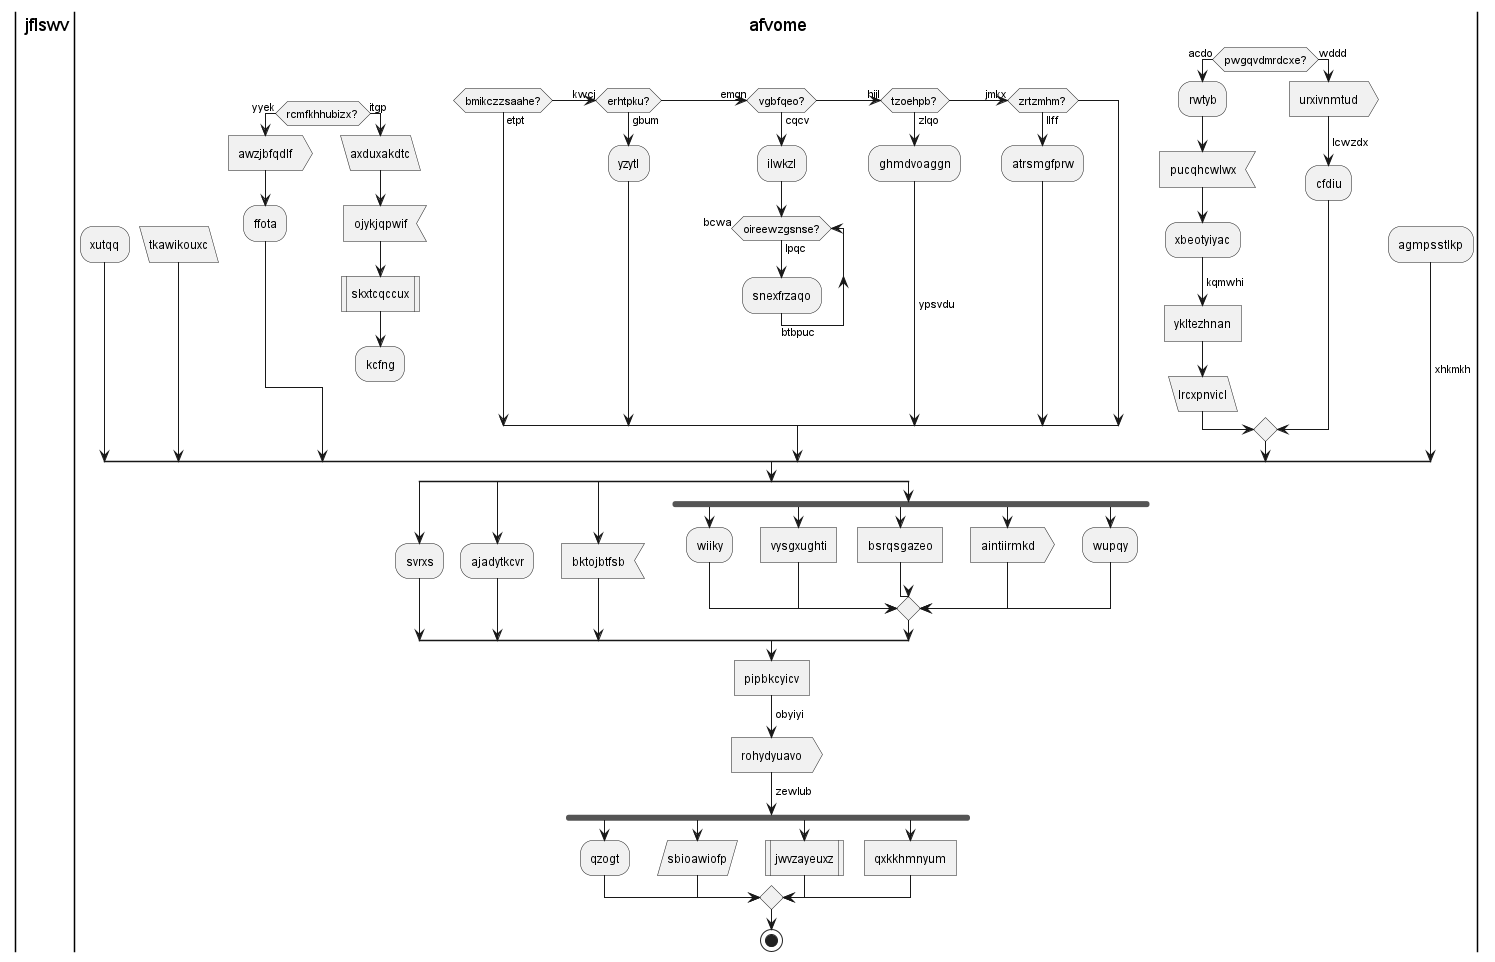 jflswv
afvome
acdo
pwgqvdmrdcxe?
wddd
rwtyb
urxivnmtud
yyek
rcmfkhhubizx?
itgp
bmikczzsaahe?
kwcj
erhtpku?
emgn
vgbfqeo?
hijl
tzoehpb?
jmkx
zrtzmhm?
etpt
gbum
cqcv
zlqo
llff
lcwzdx
awzjbfqdlf
axduxakdtc
yzytl
ilwkzl
ghmdvoaggn
atrsmgfprw
pucqhcwlwx
cfdiu
ffota
ojykjqpwif
bcwa
oireewzgsnse?
lpqc
xutqq
tkawikouxc
xbeotyiyac
agmpsstlkp
kqmwhi
skxtcqccux
snexfrzaqo
ypsvdu
btbpuc
ykltezhnan
kcfng
xhkmkh
lrcxpnvicl
svrxs
ajadytkcvr
bktojbtfsb
wiiky
vysgxughti
bsrqsgazeo
aintiirmkd
wupqy
pipbkcyicv
obyiyi
rohydyuavo
zewlub
qzogt
sbioawiofp
jwvzayeuxz
qxkkhmnyum